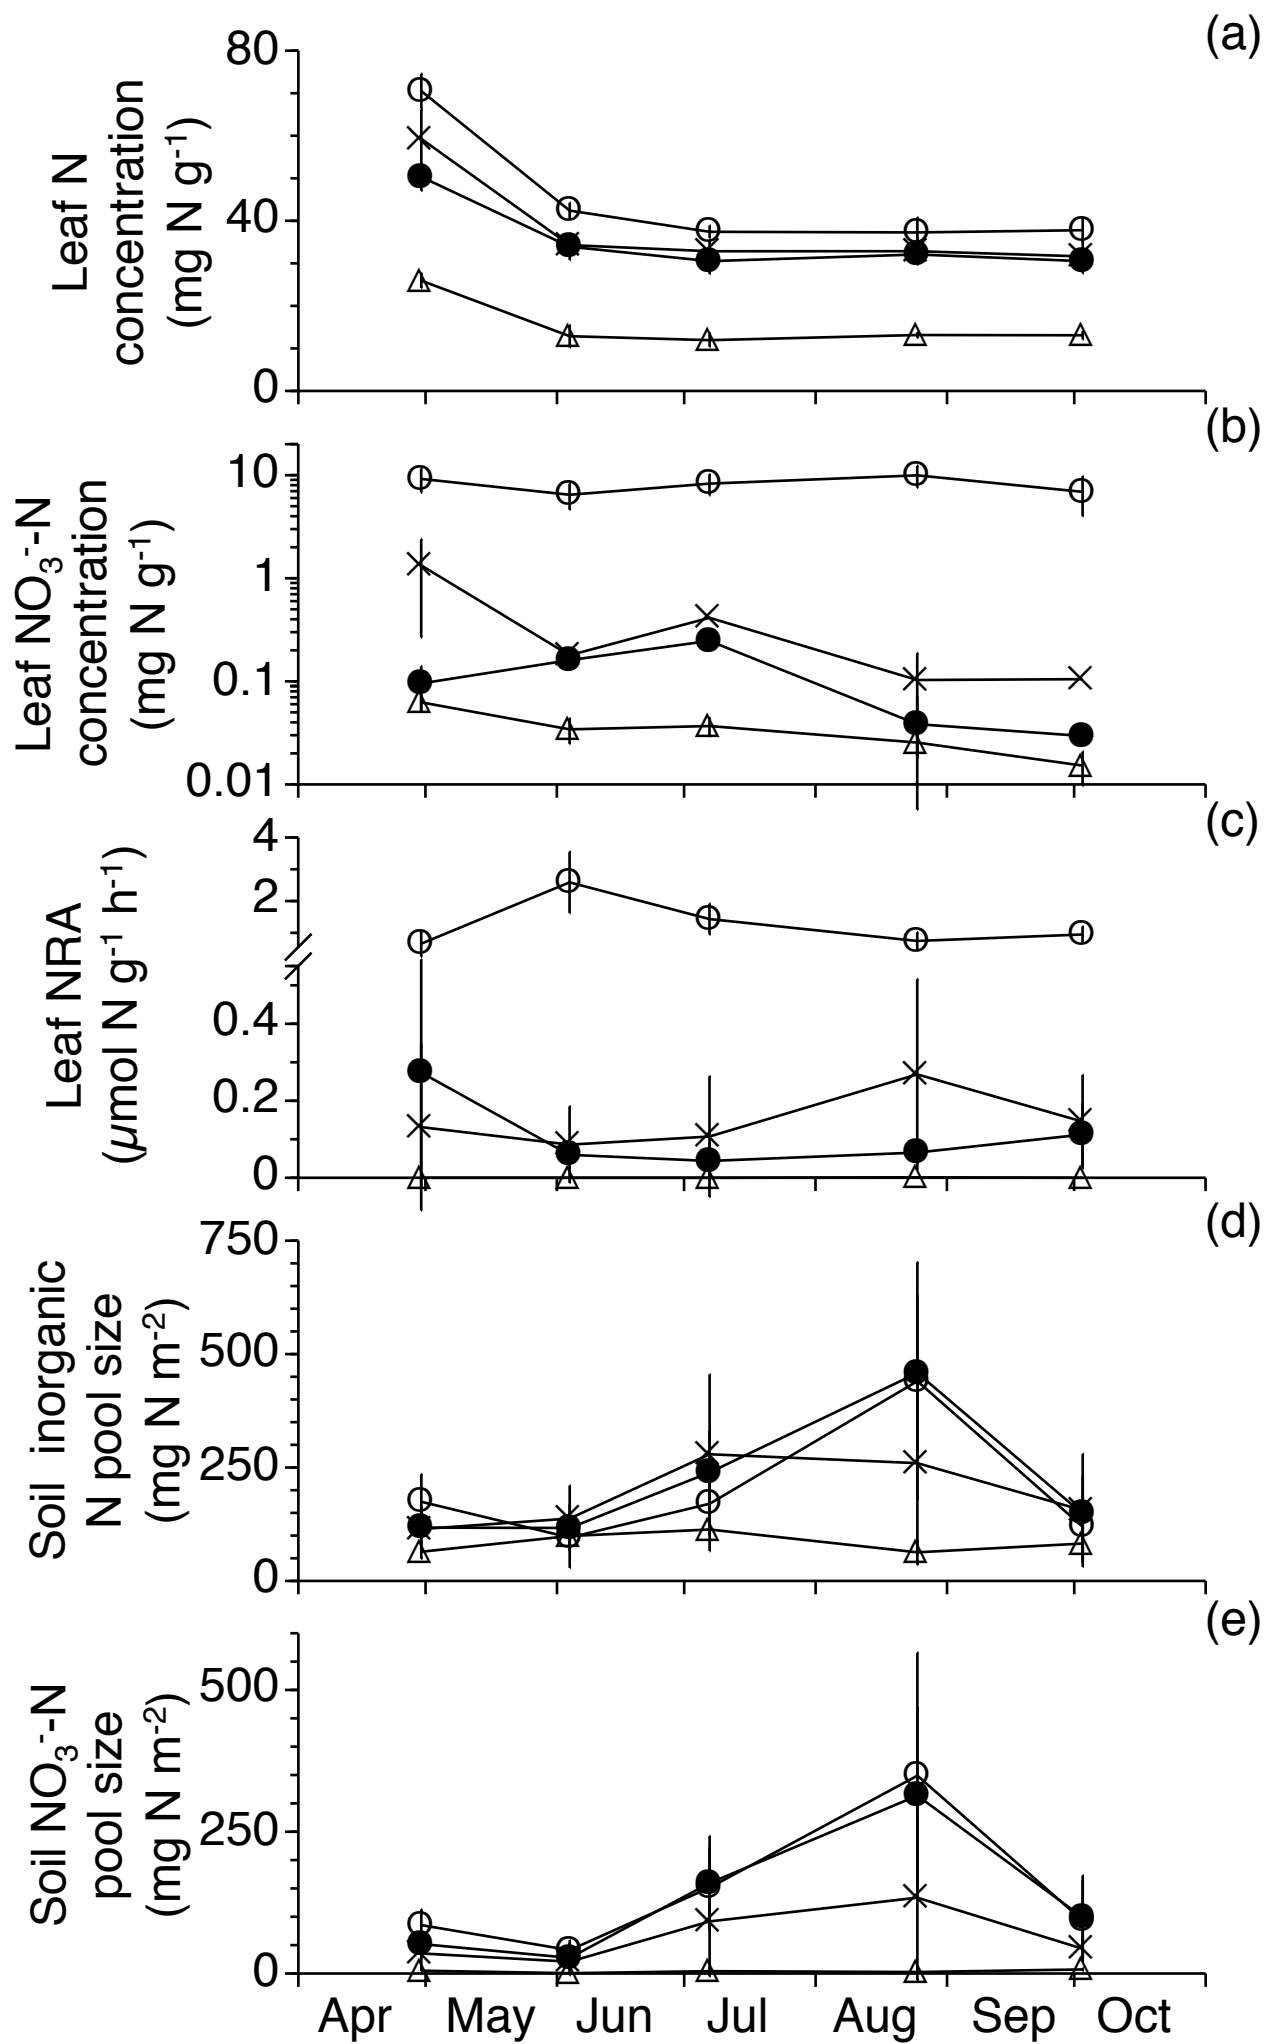 (a)
Leaf N
concentration
(mg N g⁻¹)
80
40
0
(b)
Leaf NO₃⁻-N
concentration
(mg N g⁻¹)
10
1
0.1
0.01
(c)
Leaf NRA
(µmol N g⁻¹ h⁻¹)
4
2
0.4
0.2
0
(d)
Soil inorganic
N pool size
(mg N m⁻²)
750
500
250
0
(e)
Soil NO₃⁻-N
pool size
(mg N m⁻²)
500
250
0
Apr May Jun Jul Aug Sep Oct